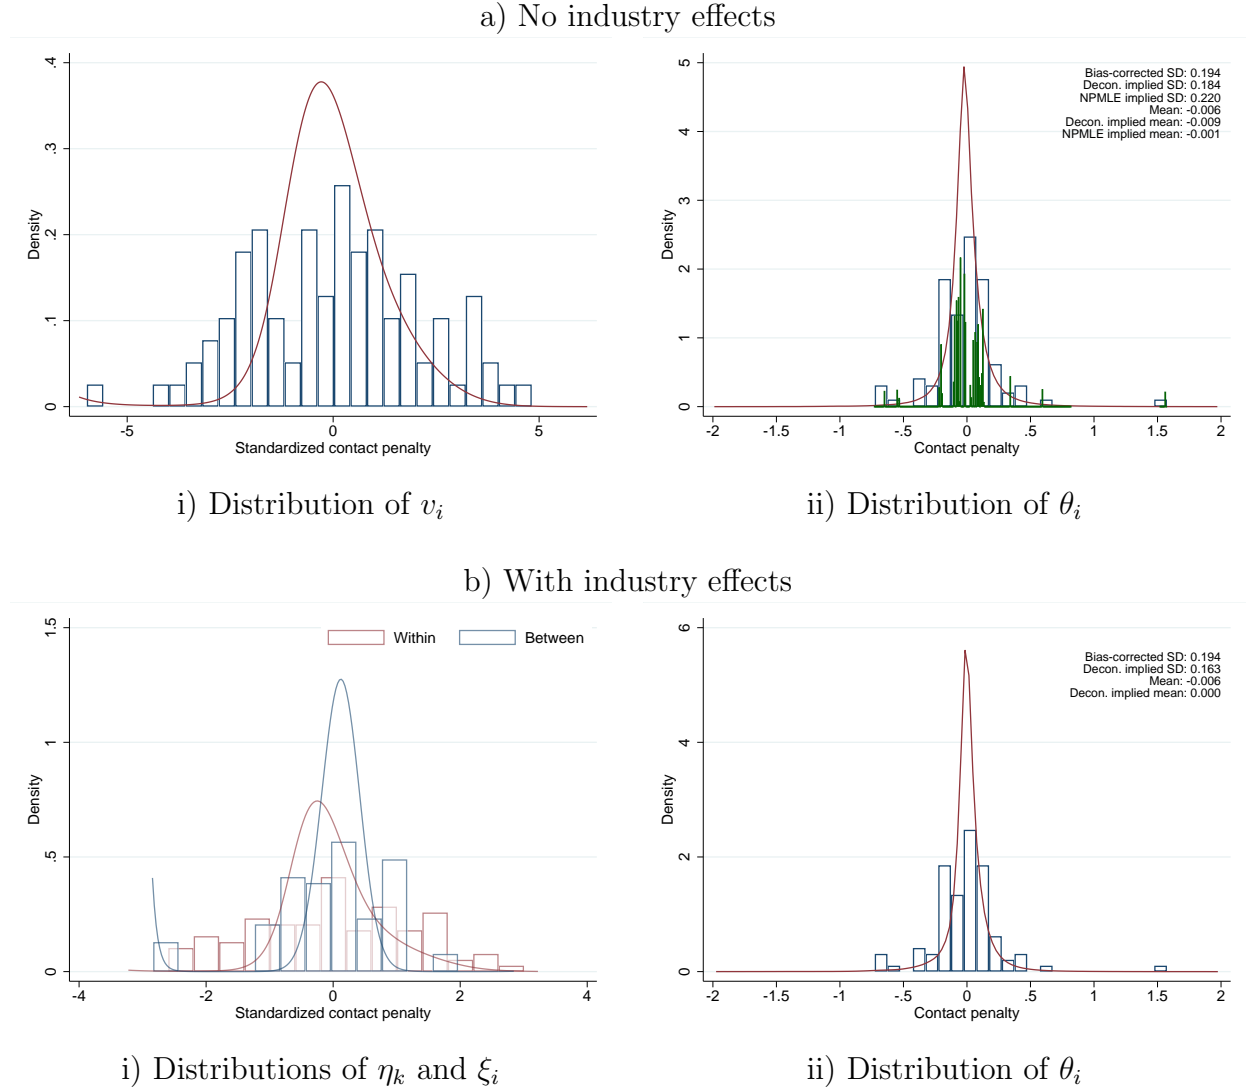 a) No industry effects
.4
.3
.2
.1
0
Density
-5
0
5
Standardized contact penalty
i) Distribution of vᵢ
5
4
3
2
1
0
Density
Bias-corrected SD: 0.194
Decon. implied SD: 0.184
NPMLE implied SD: 0.220
Mean: -0.006
Decon. implied mean: -0.009
NPMLE implied mean: -0.001
-2
-1.5
-1
-.5
0
.5
1
1.5
2
Contact penalty
ii) Distribution of θᵢ
b) With industry effects
1.5
1
.5
0
Density
Within
Between
-4
-2
0
2
4
Standardized contact penalty
i) Distributions of ηₖ and ξᵢ
6
4
2
0
Density
Bias-corrected SD: 0.194
Decon. implied SD: 0.163
Mean: -0.006
Decon. implied mean: 0.000
-2
-1.5
-1
-.5
0
.5
1
1.5
2
Contact penalty
ii) Distribution of θᵢ